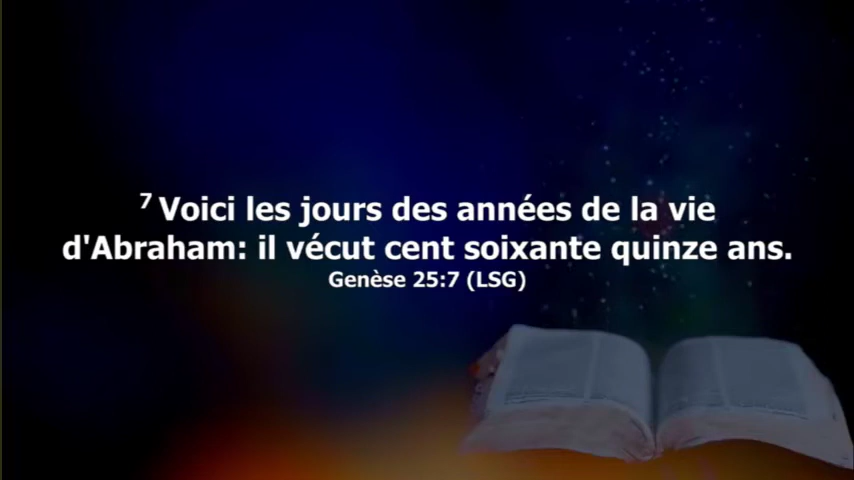 7 Voici les jours des années de la vie
d'Abraham: il vécut cent soixante quinze ans.
Genèse 25:7 (LSG)